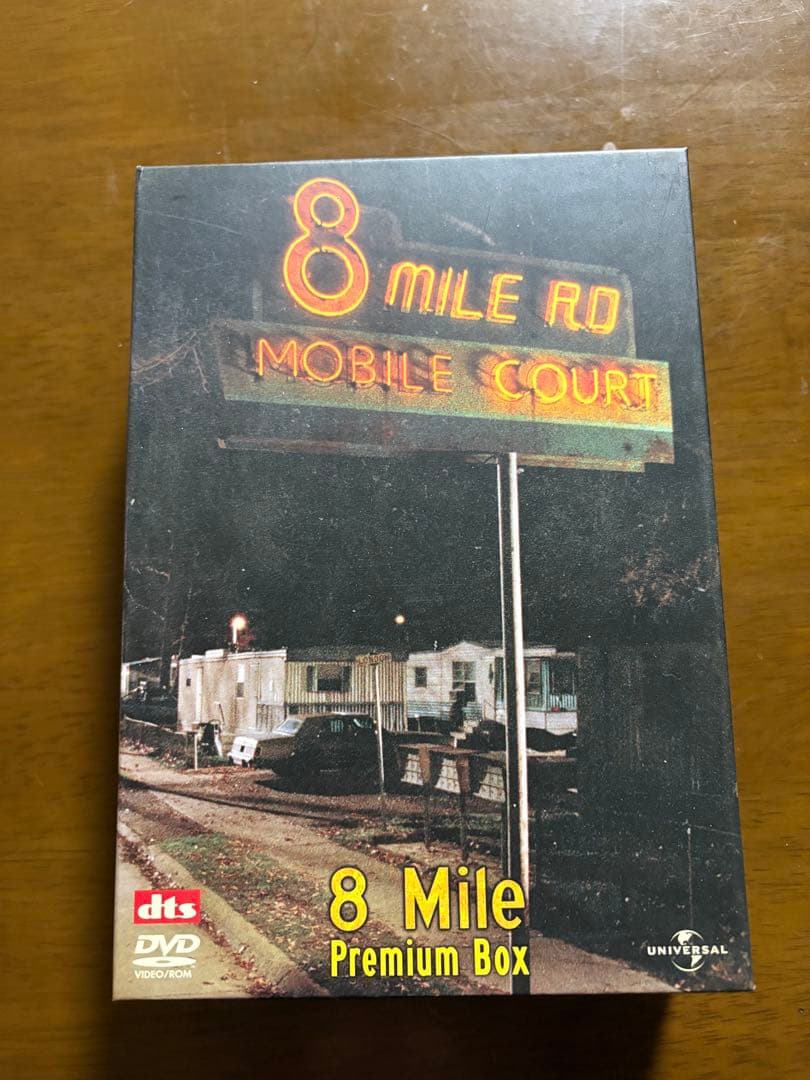 8 MILE RD
MOBILE COURT
8 Mile
Premium Box
dts
DVD
VIDEO/ROM
UNIVERSAL